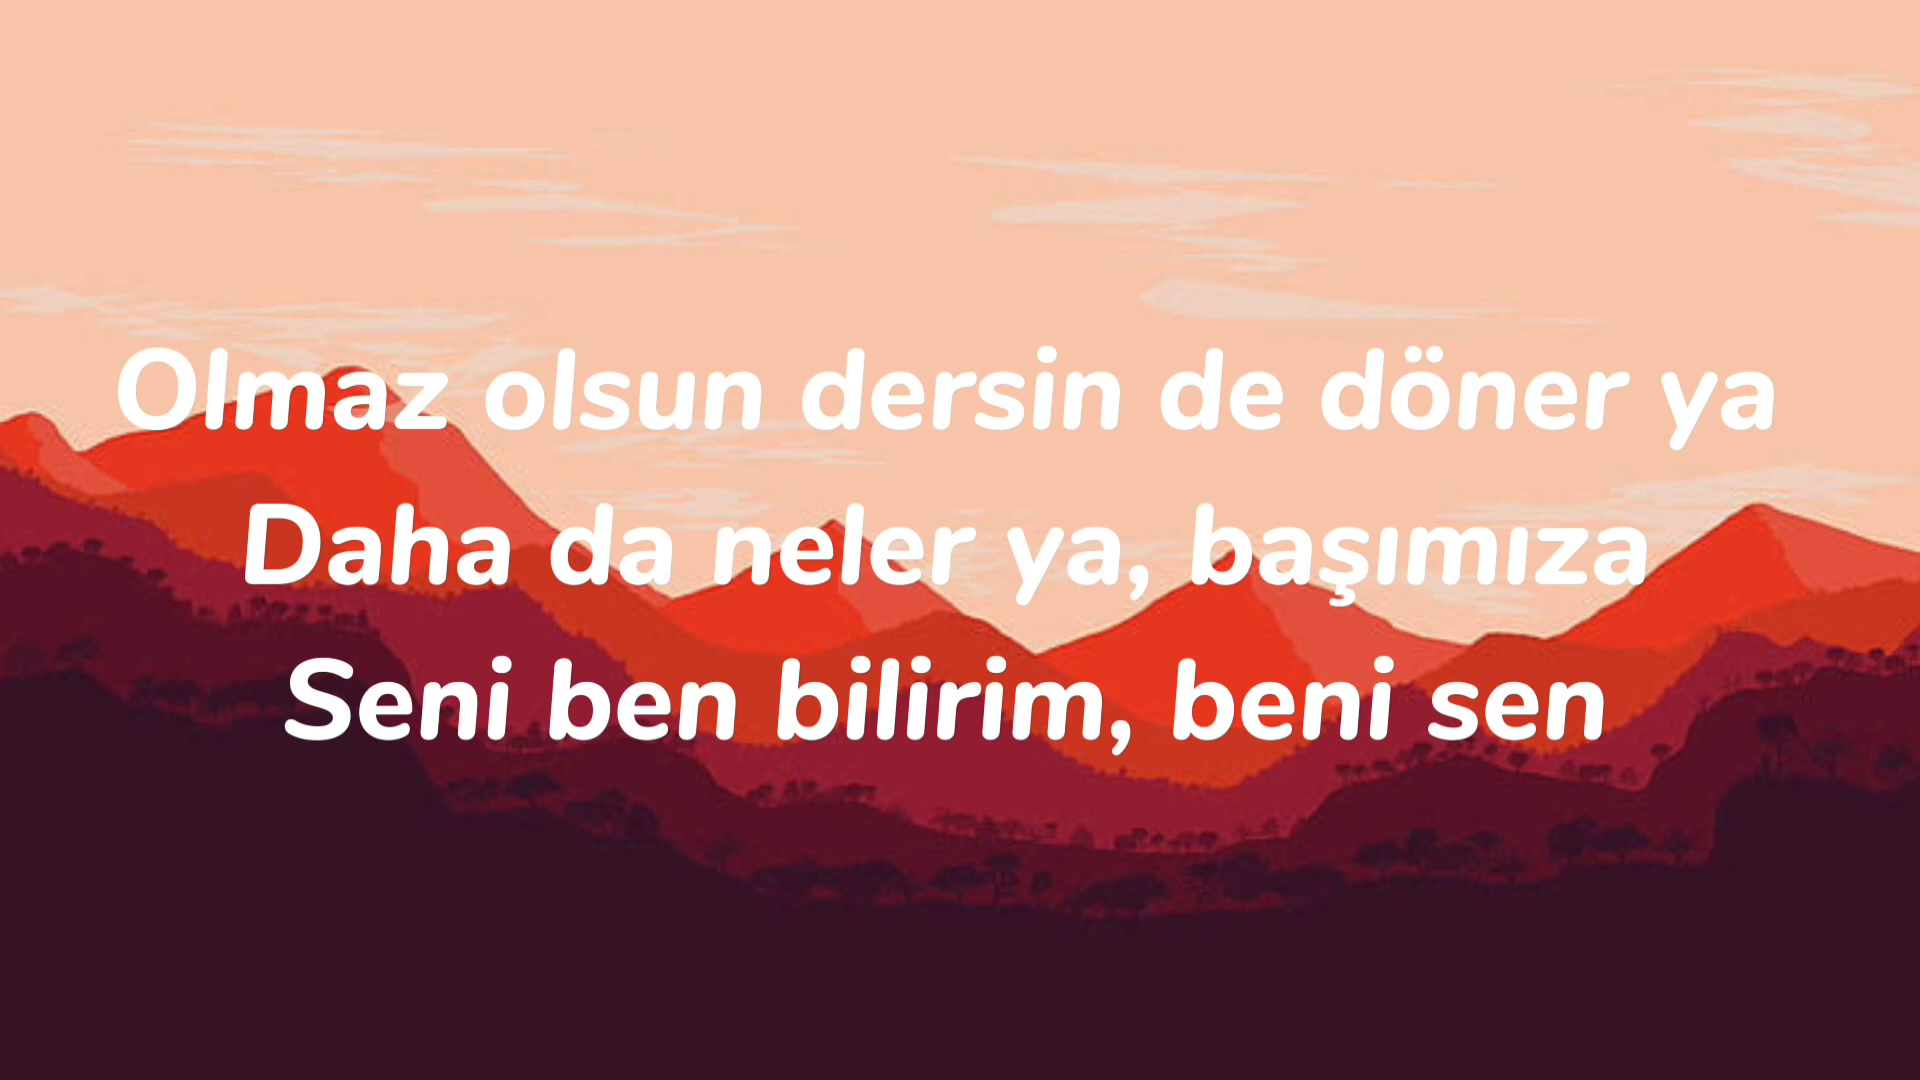 Olmaz olsun dersin de döner ya
Daha da neler ya, başımıza
Seni ben bilirim, beni sen